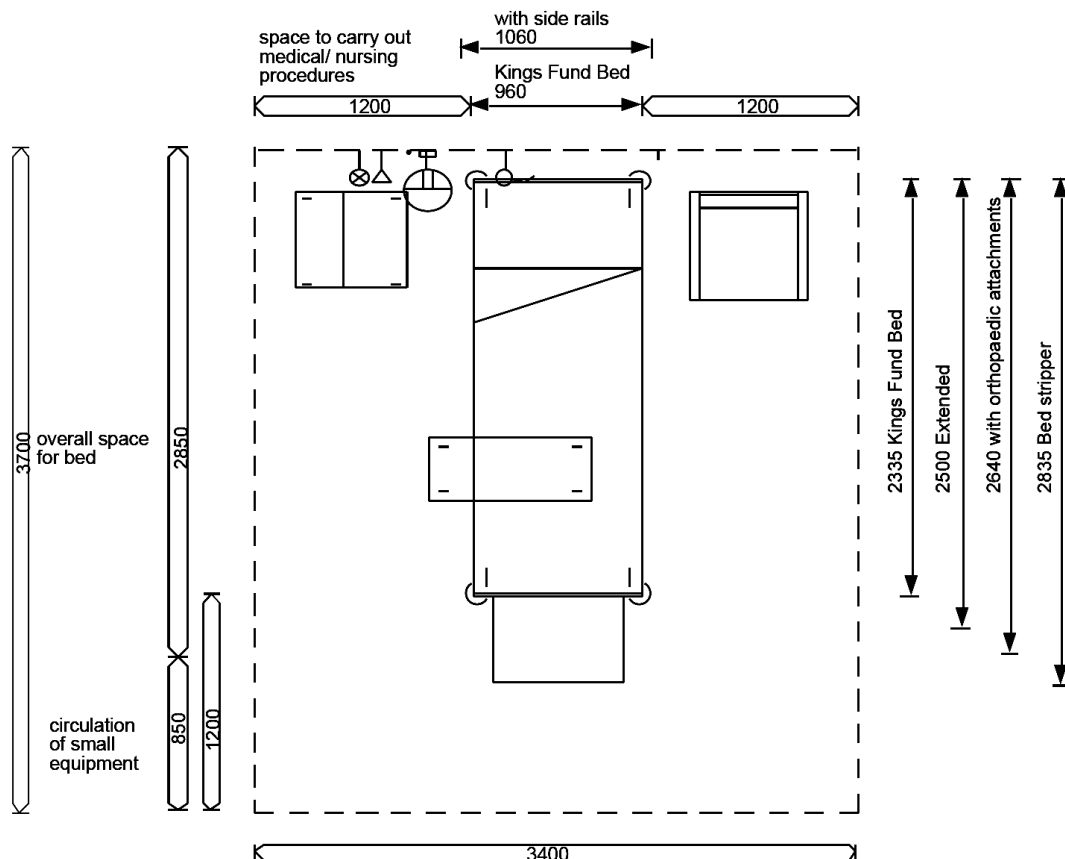 with side rails
1060
space to carry out
medical/ nursing
procedures
Kings Fund Bed
960
1200
1200
3700
overall space
for bed
2850
2335 Kings Fund Bed
2500 Extended
2640 with orthopaedic attachments
2835 Bed stripper
circulation
of small
equipment
850
1200
3400